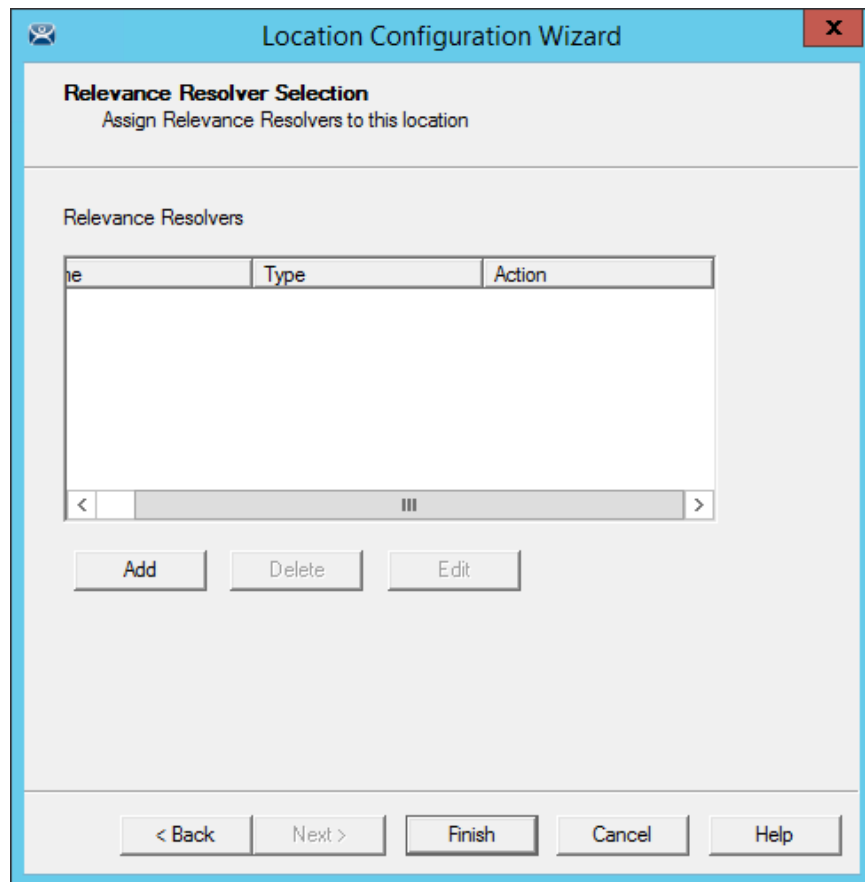 Location Configuration Wizard
x
Relevance Resolver Selection
Assign Relevance Resolvers to this location
Relevance Resolvers
ne Type Action
Add Delete Edit
< Back Next > Finish Cancel Help